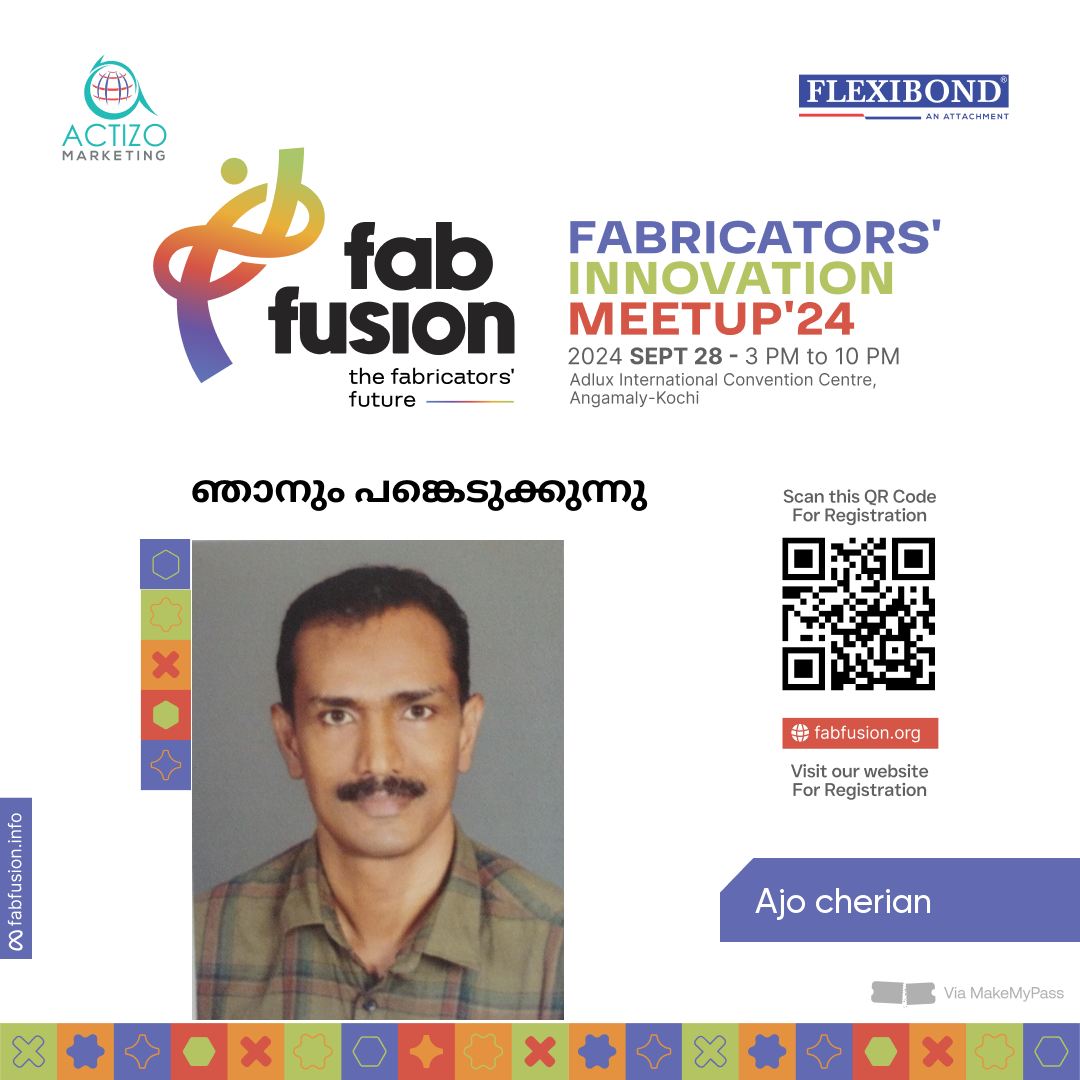 ACTIZO
MARKETING
FLEXIBOND®
AN ATTACHMENT
fab
fusion
the fabricators'
future
FABRICATORS'
INNOVATION
MEETUP'24
2024 SEPT 28 - 3 PM to 10 PM
Adlux International Convention Centre,
Angamaly-Kochi
ഞാനും പങ്കെടുക്കുന്നു
Scan this QR Code
For Registration
fabfusion.org
Visit our website
For Registration
fabfusion.info
Ajo cherian
Via MakeMyPass